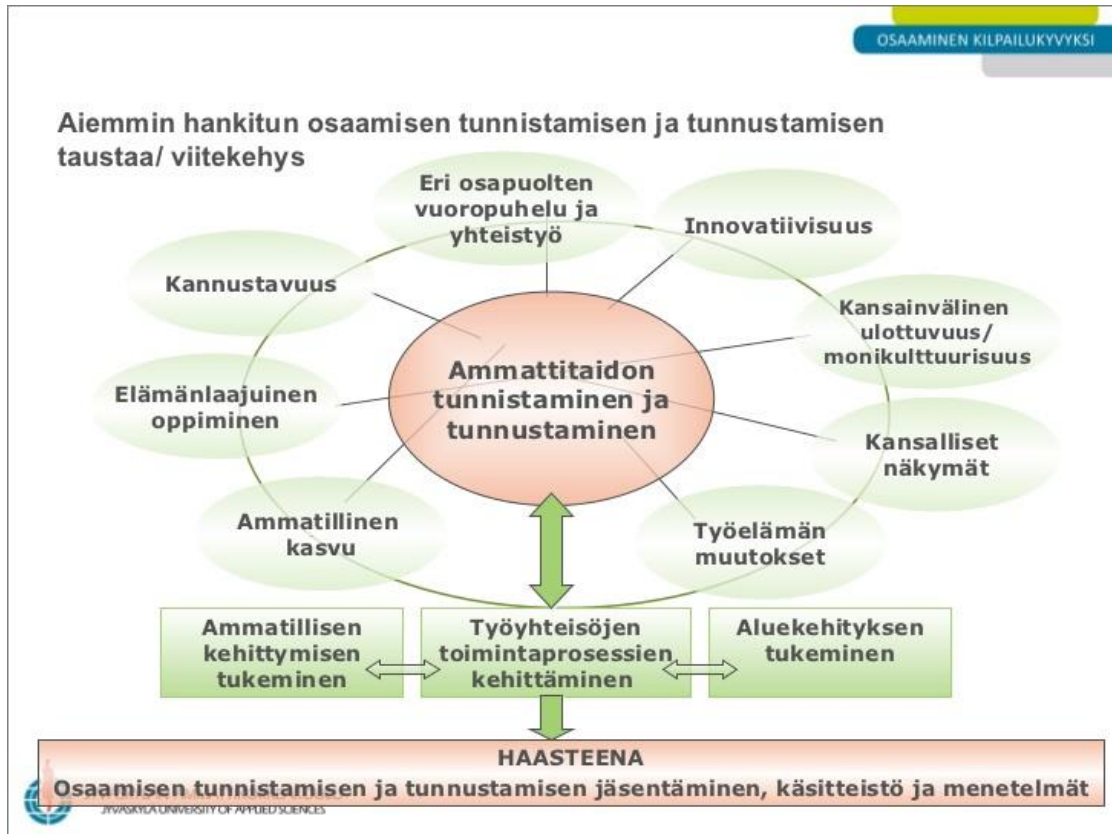 OSAAMINEN KILPAILUKYVYKSI
Aiemmin hankitun osaamisen tunnistamisen ja tunnustamisen
taustaa/ viitekehys
Eri osapuolten
vuoropuhelu ja
yhteistyö
Innovatiivisuus
Kannustavuus
Kansainvälinen
ulottuvuus/
monikulttuurisuus
Ammattitaidon
tunnistaminen ja
tunnustaminen
Elämänlaajuinen
oppiminen
Kansalliset
näkymät
Ammatillinen
kasvu
Työelämän
muutokset
Ammatillisen
kehittymisen
tukeminen
Työyhteisöjen
toimintaprosessien
kehittäminen
Aluekehityksen
tukeminen
HAASTEENA
Osaamisen tunnistamisen ja tunnustamisen jäsentäminen, käsitteistö ja menetelmät
JYVÄSKYLÄ UNIVERSITY OF APPLIED SCIENCES